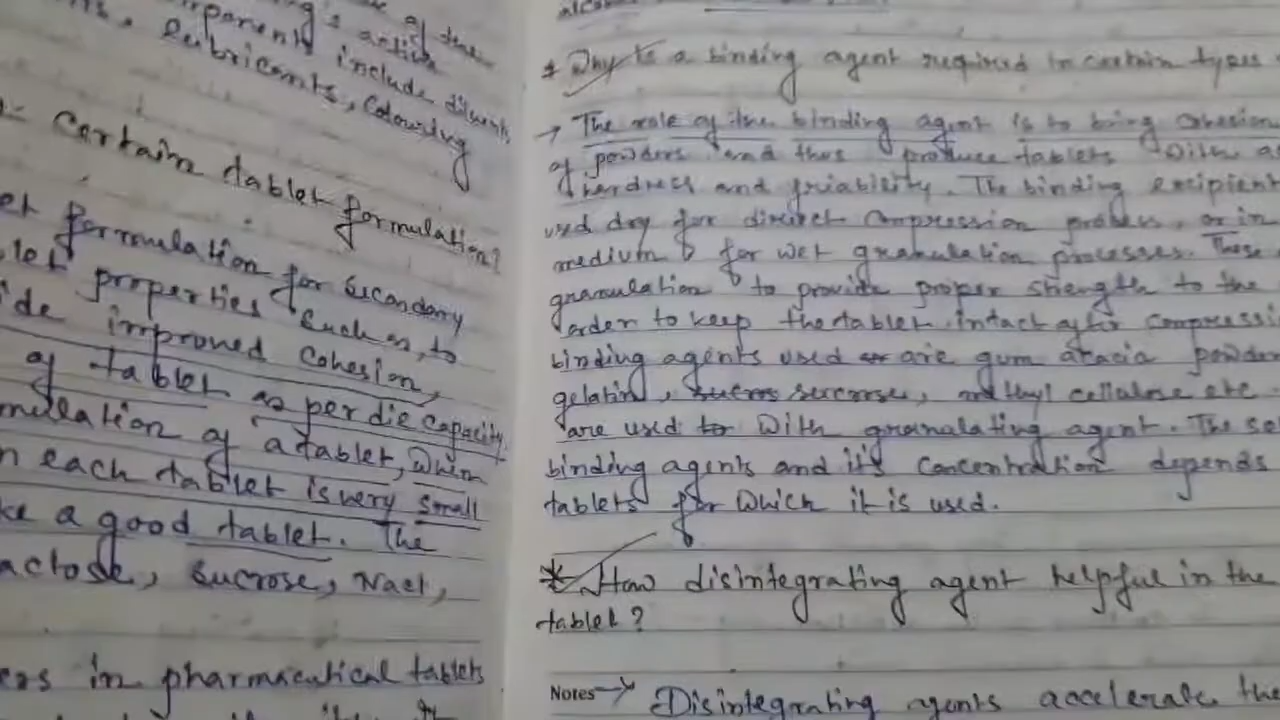 of the
active
include diluents,
Lubricants, Colouring
Certain tablet formulation?
formulation for Secondary
properties such as, to
improved Cohesion,
of tablet as per die capacity.
of a tablet, when
each tablet is very small
a good tablet. The
Sucrose, Nacl,
in pharmaceutical tablets
* Why is a binding agent required in certain types
→ The role of the binding agent is to bring cohesion
of powders and thus produce tablets with
hardness and friability. The binding excipient
used dry for direct compression, or in
medium for wet granulation processes. These
granulation to provide proper strength to the
order to keep the tablet intact after
binding agents used are gum acacia powder
gelatin, sucrose, methyl cellulose etc
are used to with granulating agent. The
binding agents and it's concentration depends
tablets for which it is used.
* How disintegrating agent helpful in the
tablet?
Notes → Disintegrating agents accelerate the